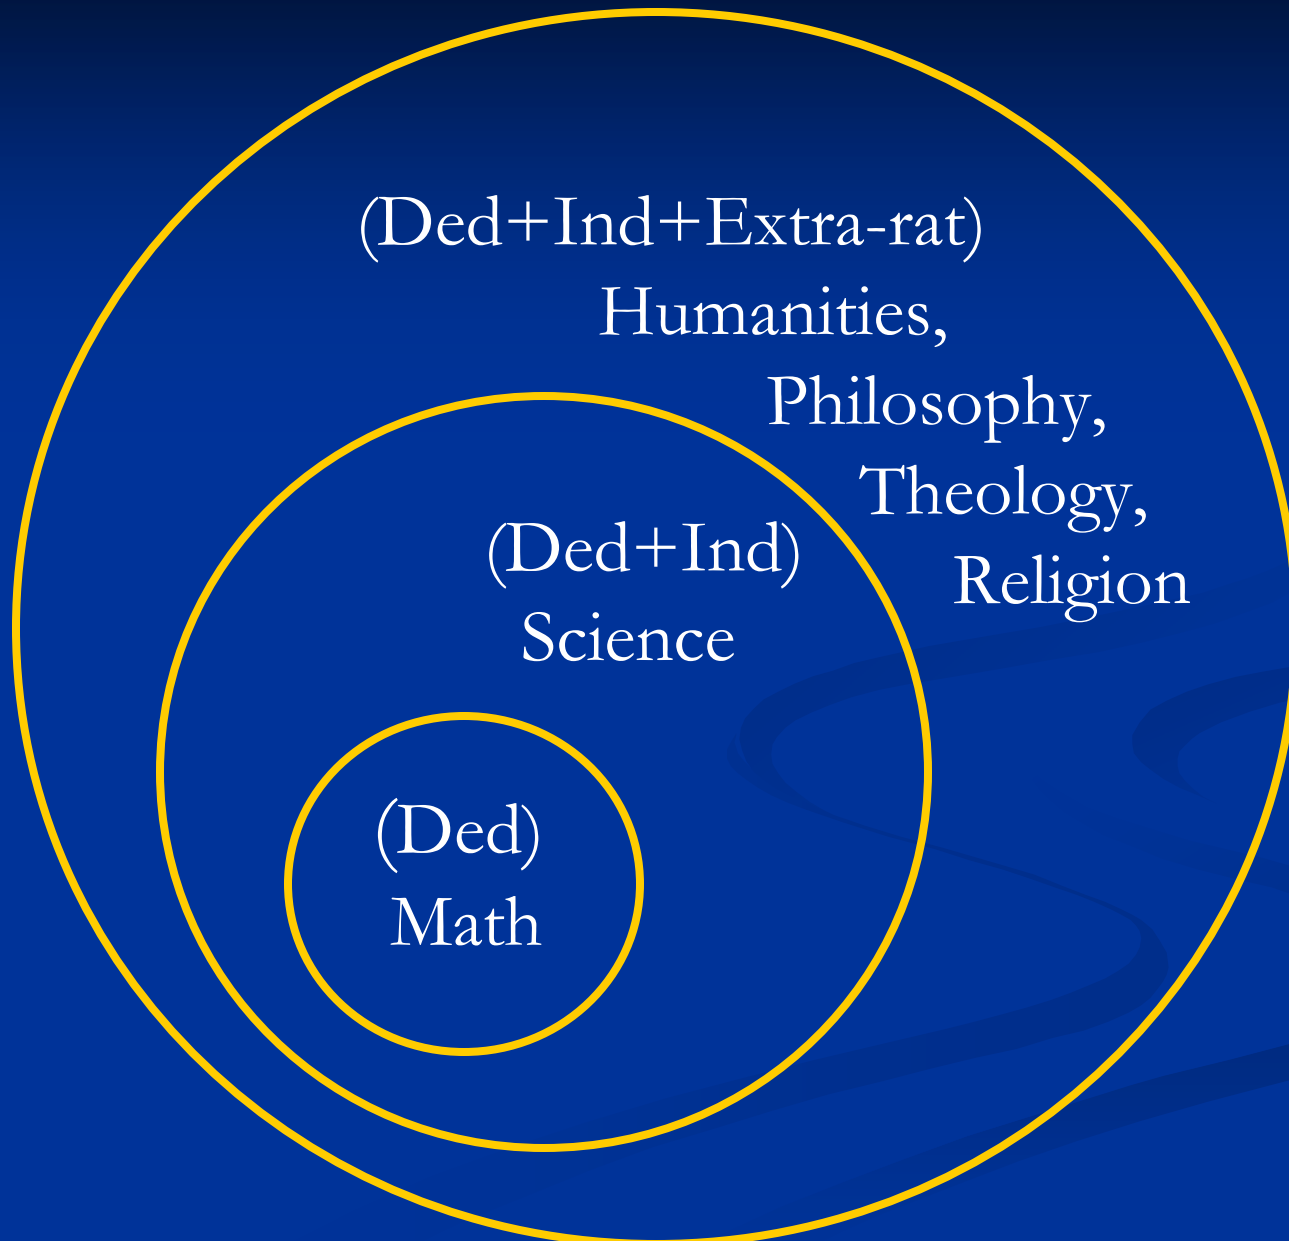 (Ded+Ind+Extra-rat)
Humanities,
Philosophy,
Theology,
Religion
(Ded+Ind)
Science
(Ded)
Math